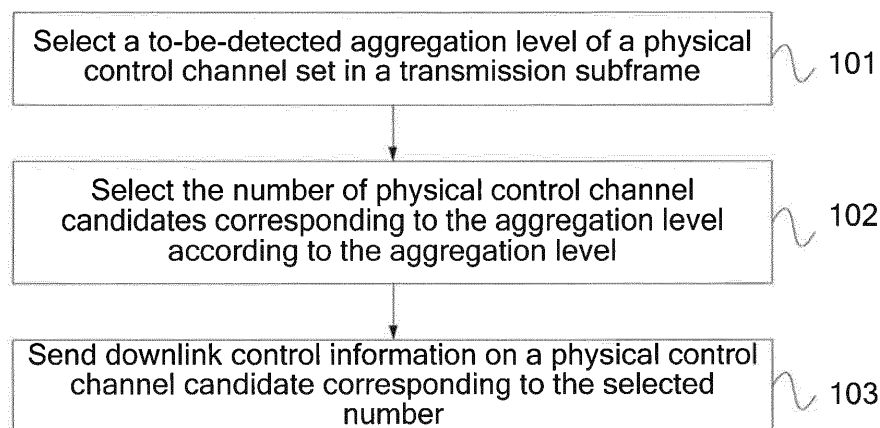 Select a to-be-detected aggregation level of a physical
control channel set in a transmission subframe
101
Select the number of physical control channel
candidates corresponding to the aggregation level
according to the aggregation level
102
Send downlink control information on a physical control
channel candidate corresponding to the selected
number
103